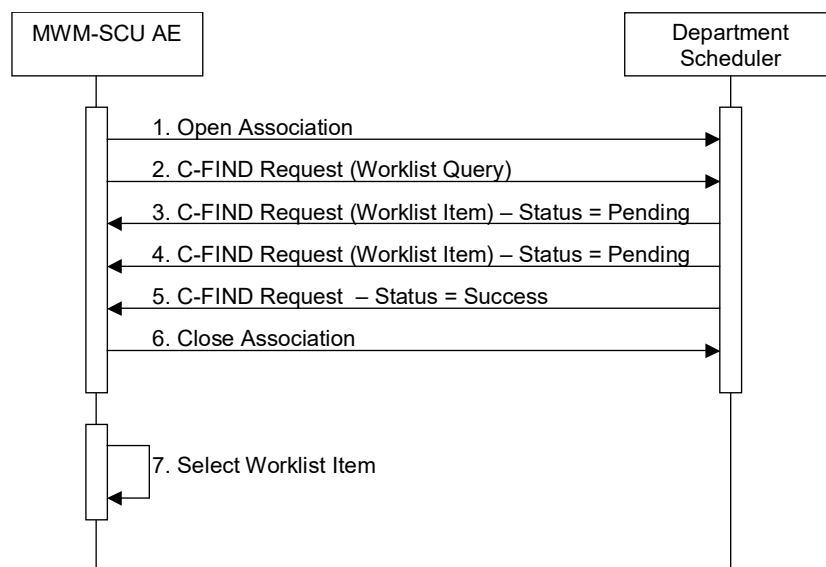 MWM-SCU AE
Department
Scheduler
1. Open Association
2. C-FIND Request (Worklist Query)
3. C-FIND Request (Worklist Item) – Status = Pending
4. C-FIND Request (Worklist Item) – Status = Pending
5. C-FIND Request  – Status = Success
6. Close Association
7. Select Worklist Item